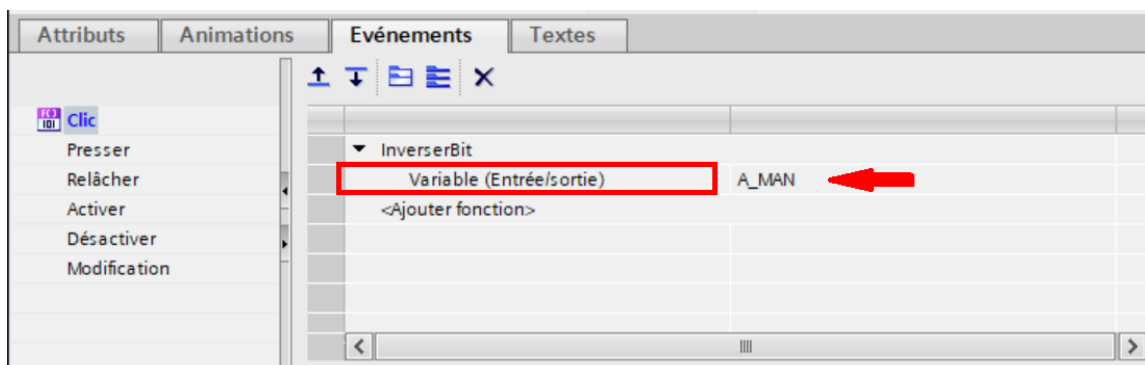 Attributs Animations Evénements Textes
Clic
Presser
Relâcher
Activer
Désactiver
Modification
InverserBit
Variable (Entrée/sortie) A_MAN
<Ajouter fonction>